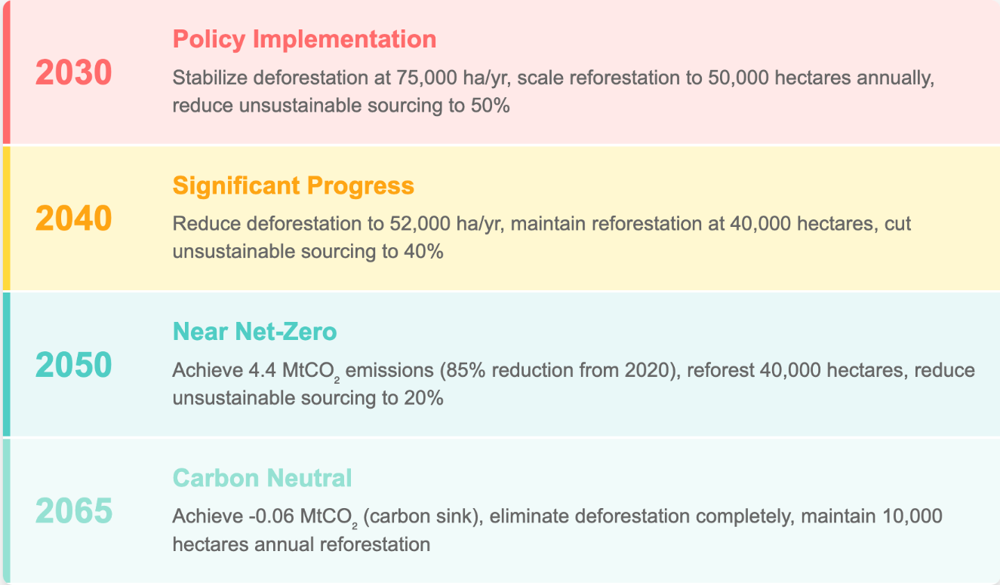 2030
Policy Implementation
Stabilize deforestation at 75,000 ha/yr, scale reforestation to 50,000 hectares annually,
reduce unsustainable sourcing to 50%
2040
Significant Progress
Reduce deforestation to 52,000 ha/yr, maintain reforestation at 40,000 hectares, cut
unsustainable sourcing to 40%
2050
Near Net-Zero
Achieve 4.4 MtCO₂ emissions (85% reduction from 2020), reforest 40,000 hectares, reduce
unsustainable sourcing to 20%
2065
Carbon Neutral
Achieve -0.06 MtCO₂ (carbon sink), eliminate deforestation completely, maintain 10,000
hectares annual reforestation